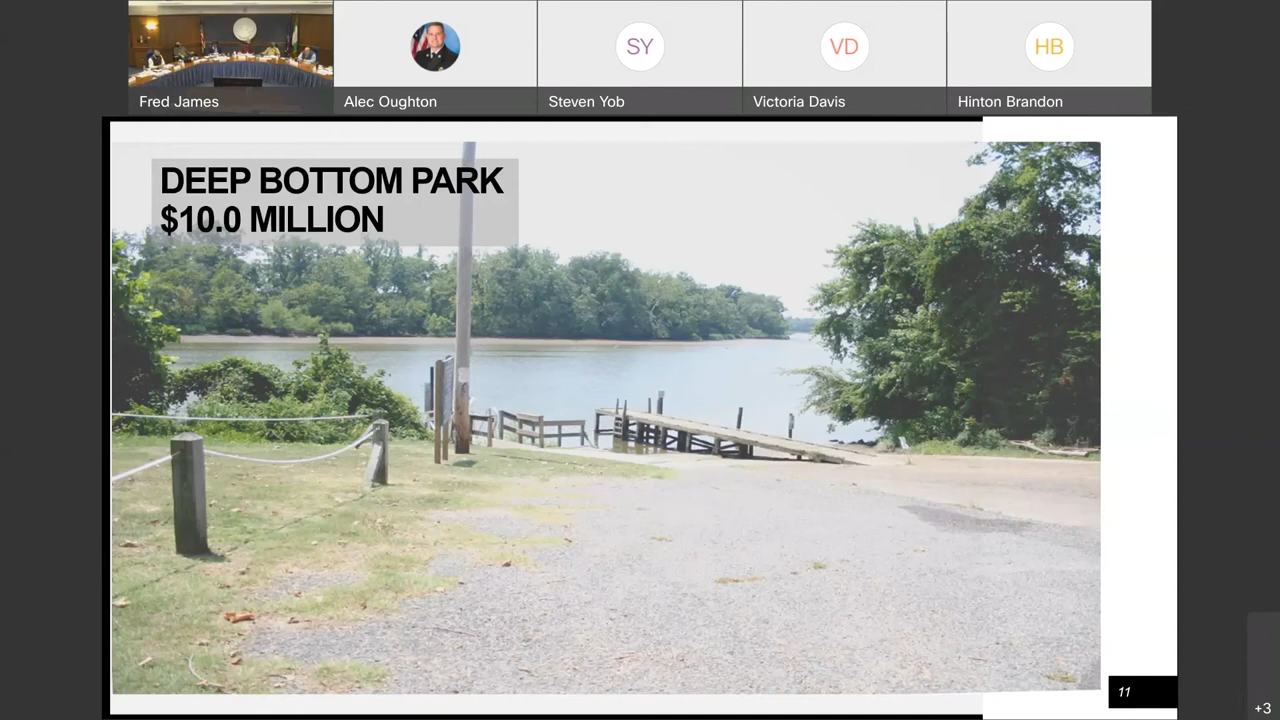 Fred James
Alec Oughton
SY
Steven Yob
VD
Victoria Davis
HB
Hinton Brandon
DEEP BOTTOM PARK
$10.0 MILLION
11
+3